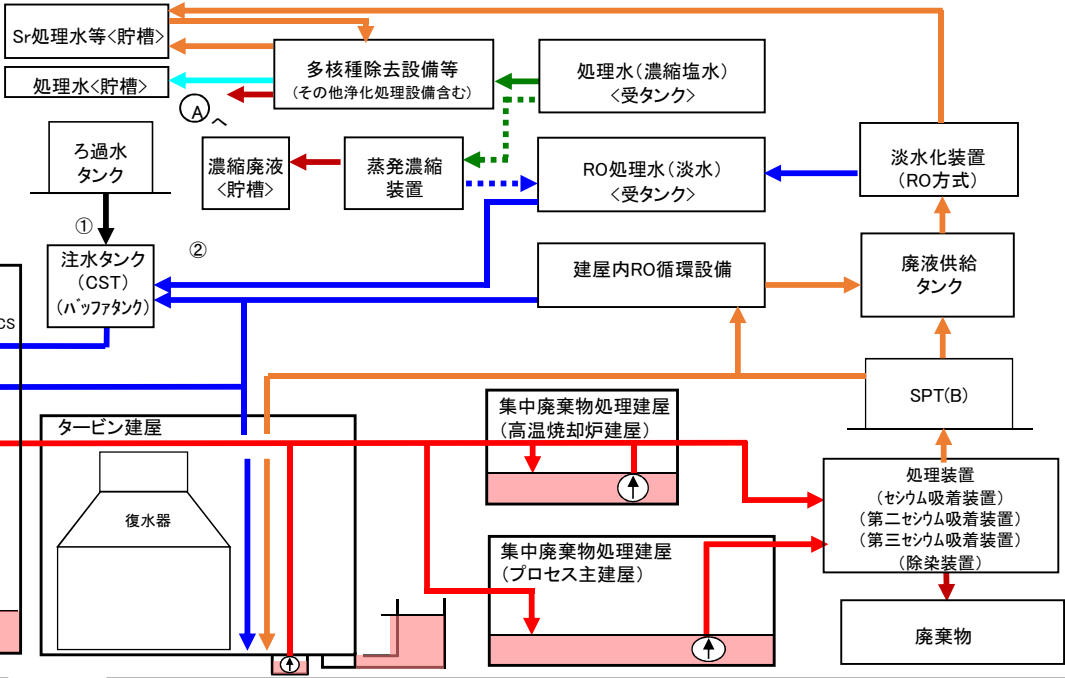 Sr処理水等<貯槽>
処理水<貯槽>
多核種除去設備等
(その他浄化処理設備含む)
処理水(濃縮塩水)
<受タンク>
Aへ
ろ過水
タンク
濃縮廃液
<貯槽>
蒸発濃縮
装置
RO処理水(淡水)
<受タンク>
淡水化装置
(RO方式)
①
②
注水タンク
(CST)
(バッファタンク)
建屋内RO循環設備
廃液供給
タンク
CS
SPT(B)
タービン建屋
復水器
集中廃棄物処理建屋
(高温焼却炉建屋)
集中廃棄物処理建屋
(プロセス主建屋)
処理装置
(セシウム吸着装置)
(第二セシウム吸着装置)
(第三セシウム吸着装置)
(除染装置)
廃棄物